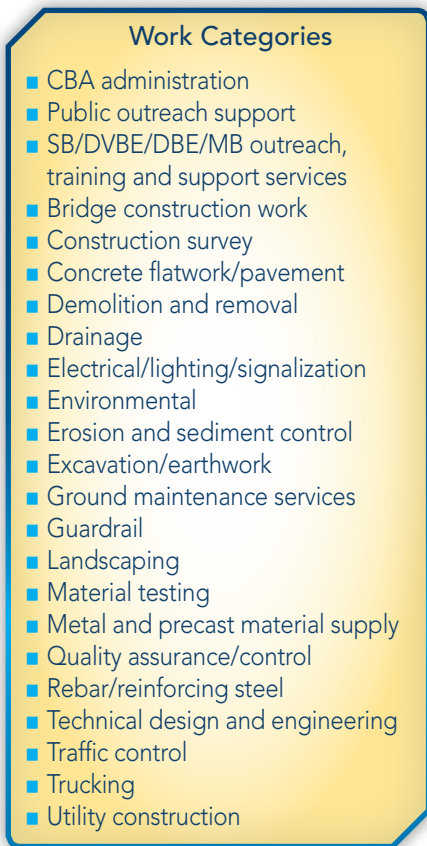 Work Categories
CBA administration
Public outreach support
SB/DVBE/DBE/MB outreach,
training and support services
Bridge construction work
Construction survey
Concrete flatwork/pavement
Demolition and removal
Drainage
Electrical/lighting/signalization
Environmental
Erosion and sediment control
Excavation/earthwork
Ground maintenance services
Guardrail
Landscaping
Material testing
Metal and precast material supply
Quality assurance/control
Rebar/reinforcing steel
Technical design and engineering
Traffic control
Trucking
Utility construction